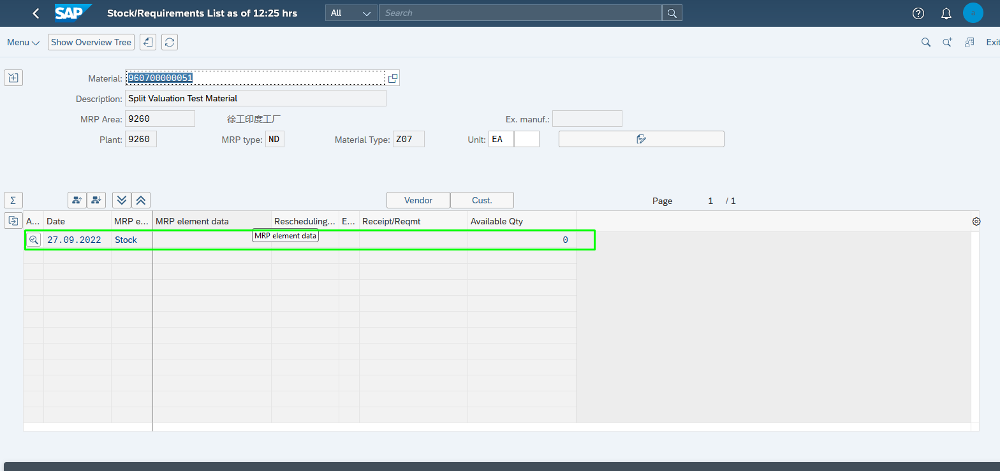 SAP Stock/Requirements List as of 12:25 hrs All Search a
Menu Show Overview Tree Exit
Material: 960700000051
Description: Split Valuation Test Material
MRP Area: 9260 徐工印度工厂 Ex. manuf.:
Plant: 9260 MRP type: ND Material Type: Z07 Unit: EA
Σ Vendor Cust. Page 1 / 1
A... Date MRP e... MRP element data Rescheduling... E... Receipt/Reqmt Available Qty
MRP element data
27.09.2022 Stock 0